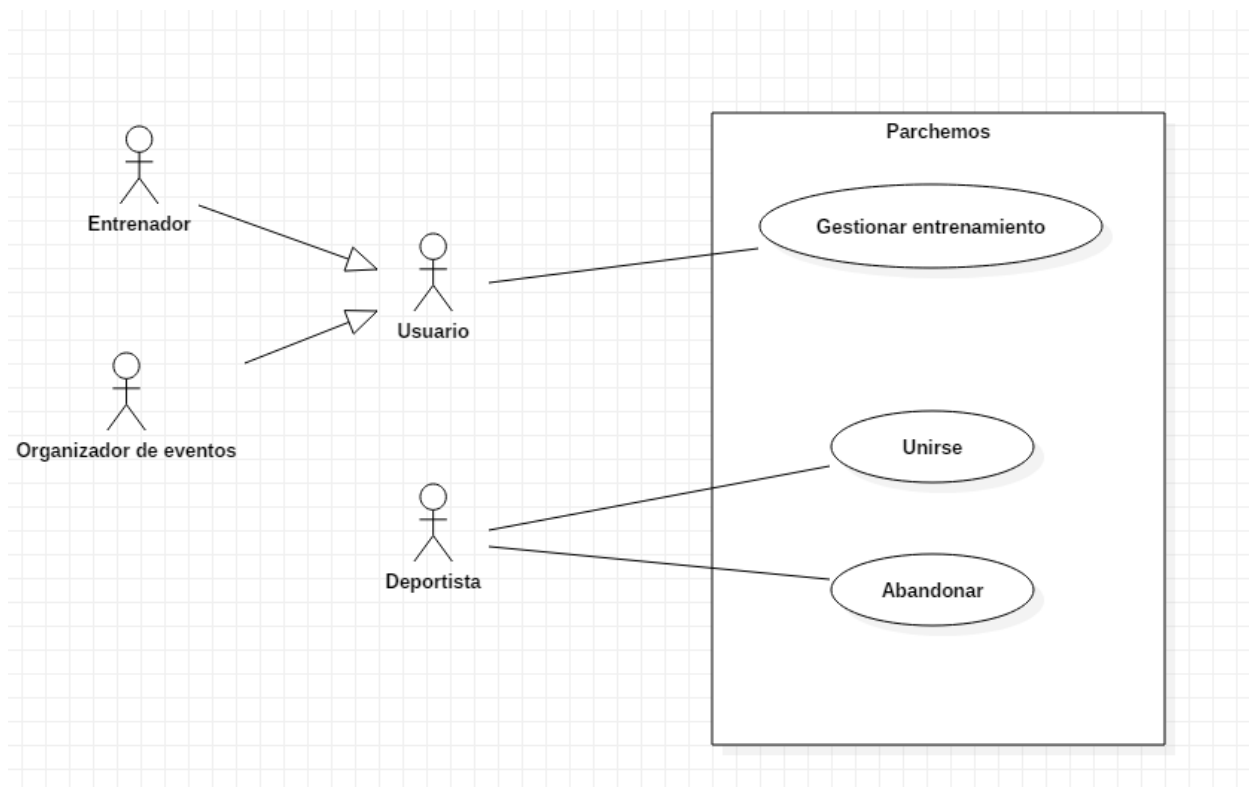 Parchemos
Entrenador
Gestionar entrenamiento
Usuario
Organizador de eventos
Unirse
Deportista
Abandonar